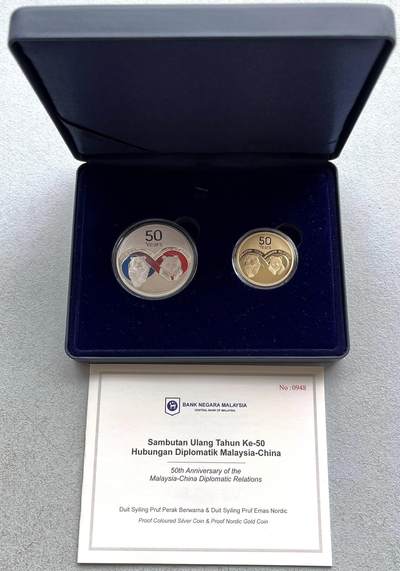 50
Years
50
Years
No :0948
BANK NEGARA MALAYSIA
CENTRAL BANK OF MALAYSIA
Sambutan Ulang Tahun Ke-50
Hubungan Diplomatik Malaysia-China
50th Anniversary of the
Malaysia-China Diplomatic Relations
Duit Syiling Pruf Perak Berwarna & Duit Syiling Pruf Emas Nordic
Proof Coloured Silver Coin & Proof Nordic Gold Coin